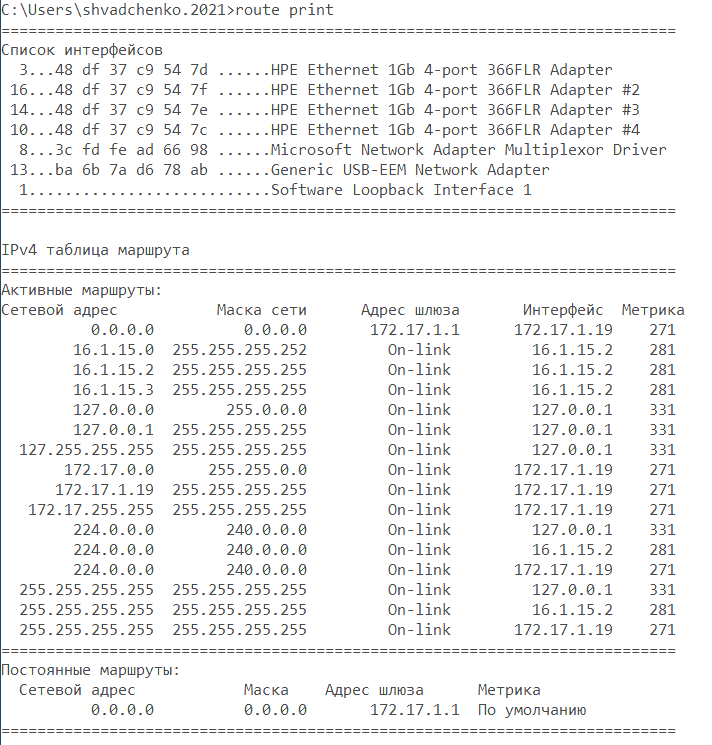 C:\Users\shvadchenko.2021>route print
===========================================================================
Список интерфейсов
  3...48 df 37 c9 54 7d ......HPE Ethernet 1Gb 4-port 366FLR Adapter
 16...48 df 37 c9 54 7f ......HPE Ethernet 1Gb 4-port 366FLR Adapter #2
 14...48 df 37 c9 54 7e ......HPE Ethernet 1Gb 4-port 366FLR Adapter #3
 10...48 df 37 c9 54 7c ......HPE Ethernet 1Gb 4-port 366FLR Adapter #4
  8...3c fd fe ad 66 98 ......Microsoft Network Adapter Multiplexor Driver
 13...ba 6b 7a d6 78 ab ......Generic USB-EEM Network Adapter
  1...........................Software Loopback Interface 1
===========================================================================
IPv4 таблица маршрута
===========================================================================
Активные маршруты:
Сетевой адрес           Маска сети      Адрес шлюза       Интерфейс  Метрика
          0.0.0.0          0.0.0.0       172.17.1.1      172.17.1.19    271
        16.1.15.0  255.255.255.252         On-link         16.1.15.2    281
        16.1.15.2  255.255.255.255         On-link         16.1.15.2    281
        16.1.15.3  255.255.255.255         On-link         16.1.15.2    281
        127.0.0.0        255.0.0.0         On-link         127.0.0.1    331
        127.0.0.1  255.255.255.255         On-link         127.0.0.1    331
  127.255.255.255  255.255.255.255         On-link         127.0.0.1    331
       172.17.0.0      255.255.0.0         On-link       172.17.1.19    271
      172.17.1.19  255.255.255.255         On-link       172.17.1.19    271
   172.17.255.255  255.255.255.255         On-link       172.17.1.19    271
        224.0.0.0        240.0.0.0         On-link         127.0.0.1    331
        224.0.0.0        240.0.0.0         On-link         16.1.15.2    281
        224.0.0.0        240.0.0.0         On-link       172.17.1.19    271
  255.255.255.255  255.255.255.255         On-link         127.0.0.1    331
  255.255.255.255  255.255.255.255         On-link         16.1.15.2    281
  255.255.255.255  255.255.255.255         On-link       172.17.1.19    271
===========================================================================
Постоянные маршруты:
  Сетевой адрес            Маска    Адрес шлюза      Метрика
          0.0.0.0          0.0.0.0       172.17.1.1  По умолчанию
===========================================================================